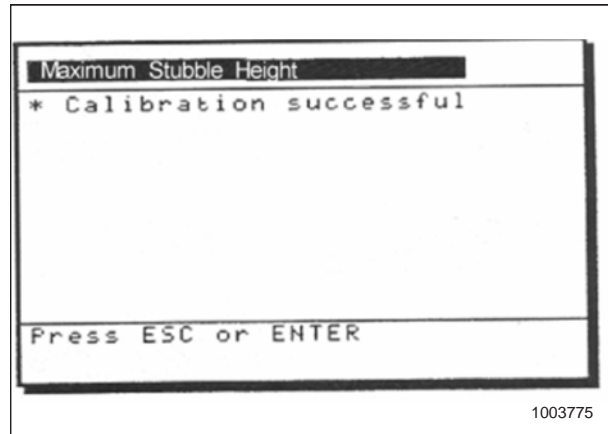 Maximum Stubble Height
* Calibration successful
Press ESC or ENTER
1003775